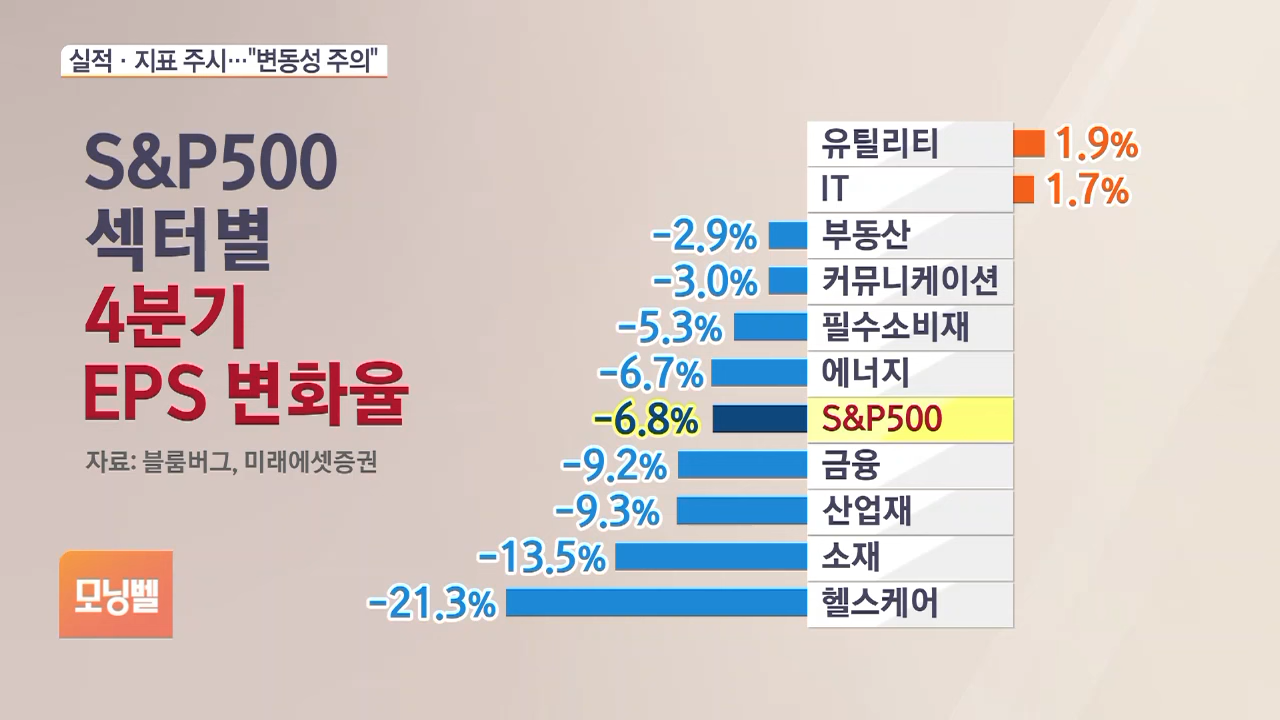 실적·지표 주시…"변동성 주의"
S&P500
섹터별
4분기
EPS 변화율
자료: 블룸버그, 미래에셋증권
모닝벨
유틸리티 1.9%
IT 1.7%
-2.9% 부동산
-3.0% 커뮤니케이션
-5.3% 필수소비재
-6.7% 에너지
-6.8% S&P500
-9.2% 금융
-9.3% 산업재
-13.5% 소재
-21.3% 헬스케어